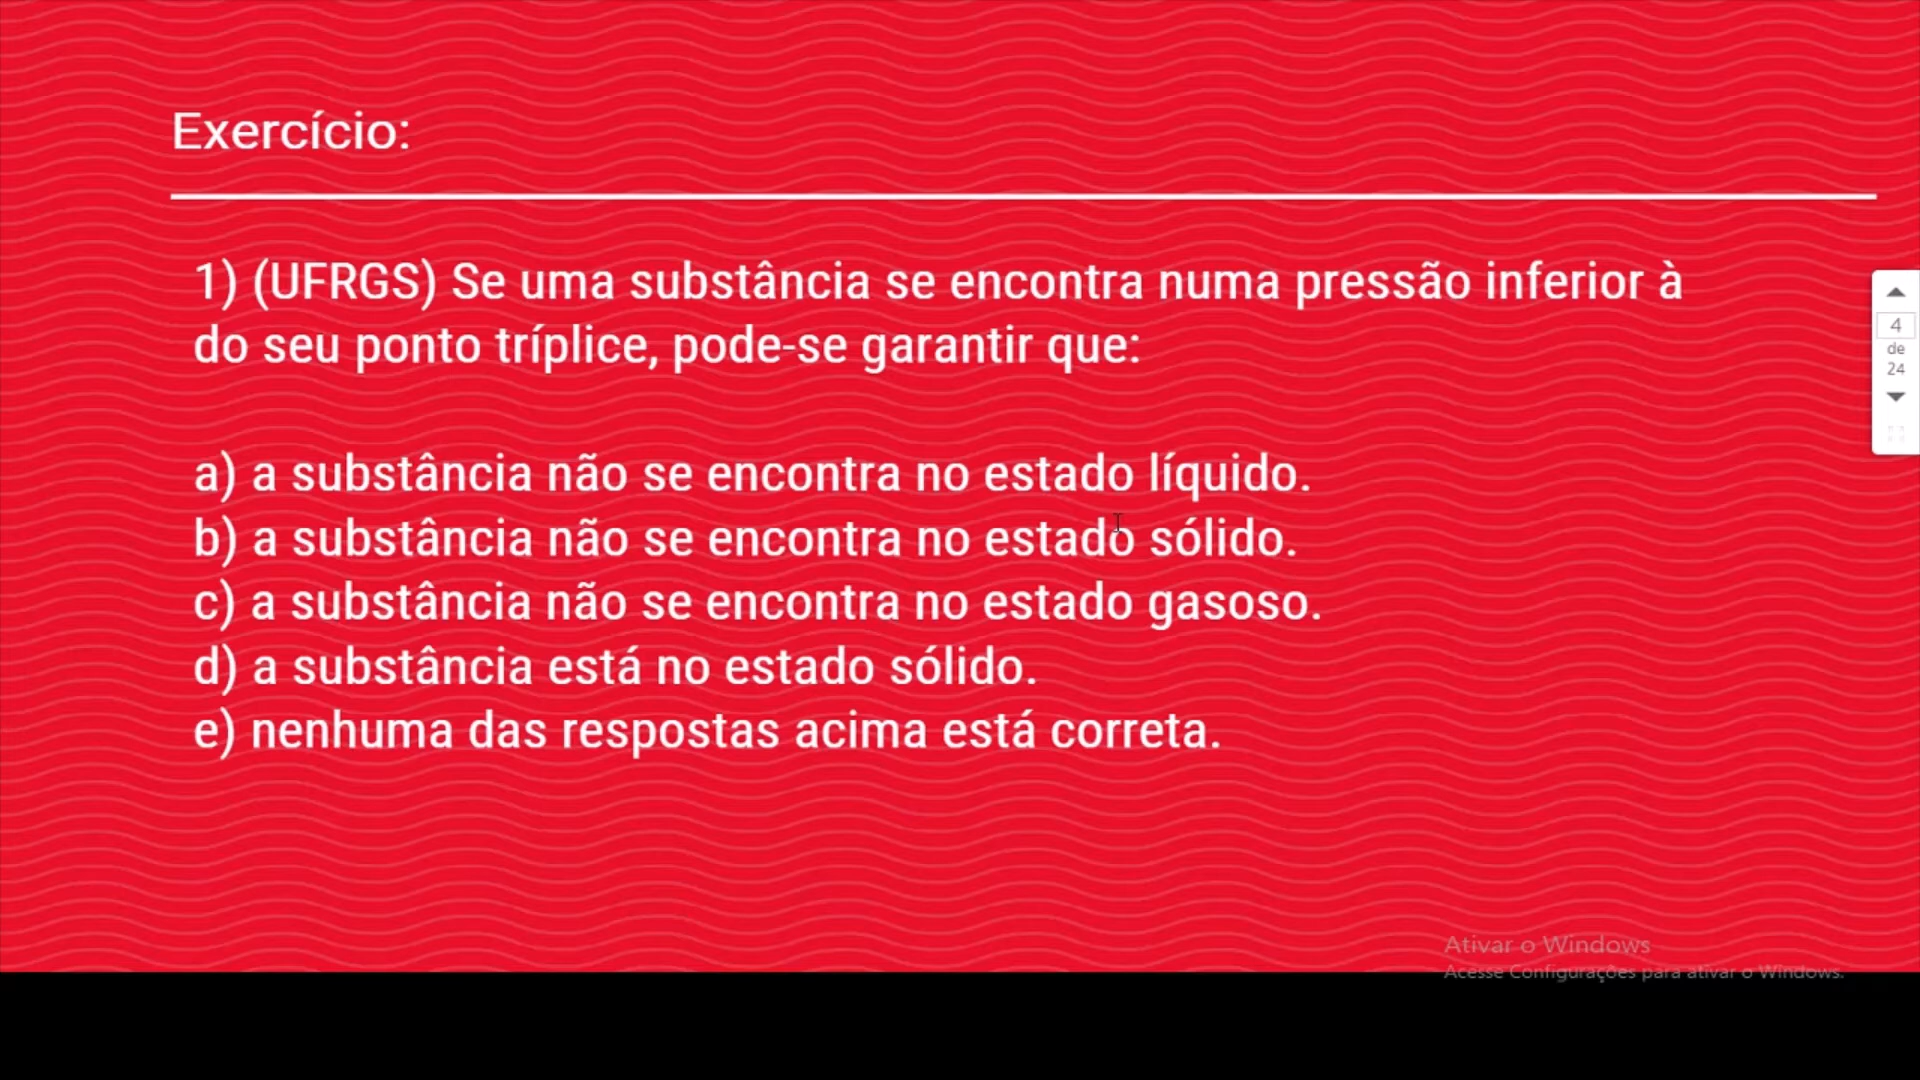 Exercício:
1) (UFRGS) Se uma substância se encontra numa pressão inferior à
do seu ponto tríplice, pode-se garantir que:
a) a substância não se encontra no estado líquido.
b) a substância não se encontra no estado sólido.
c) a substância não se encontra no estado gasoso.
d) a substância está no estado sólido.
e) nenhuma das respostas acima está correta.
4
de
24
Ativar o Windows
Acesse Configurações para ativar o Windows.